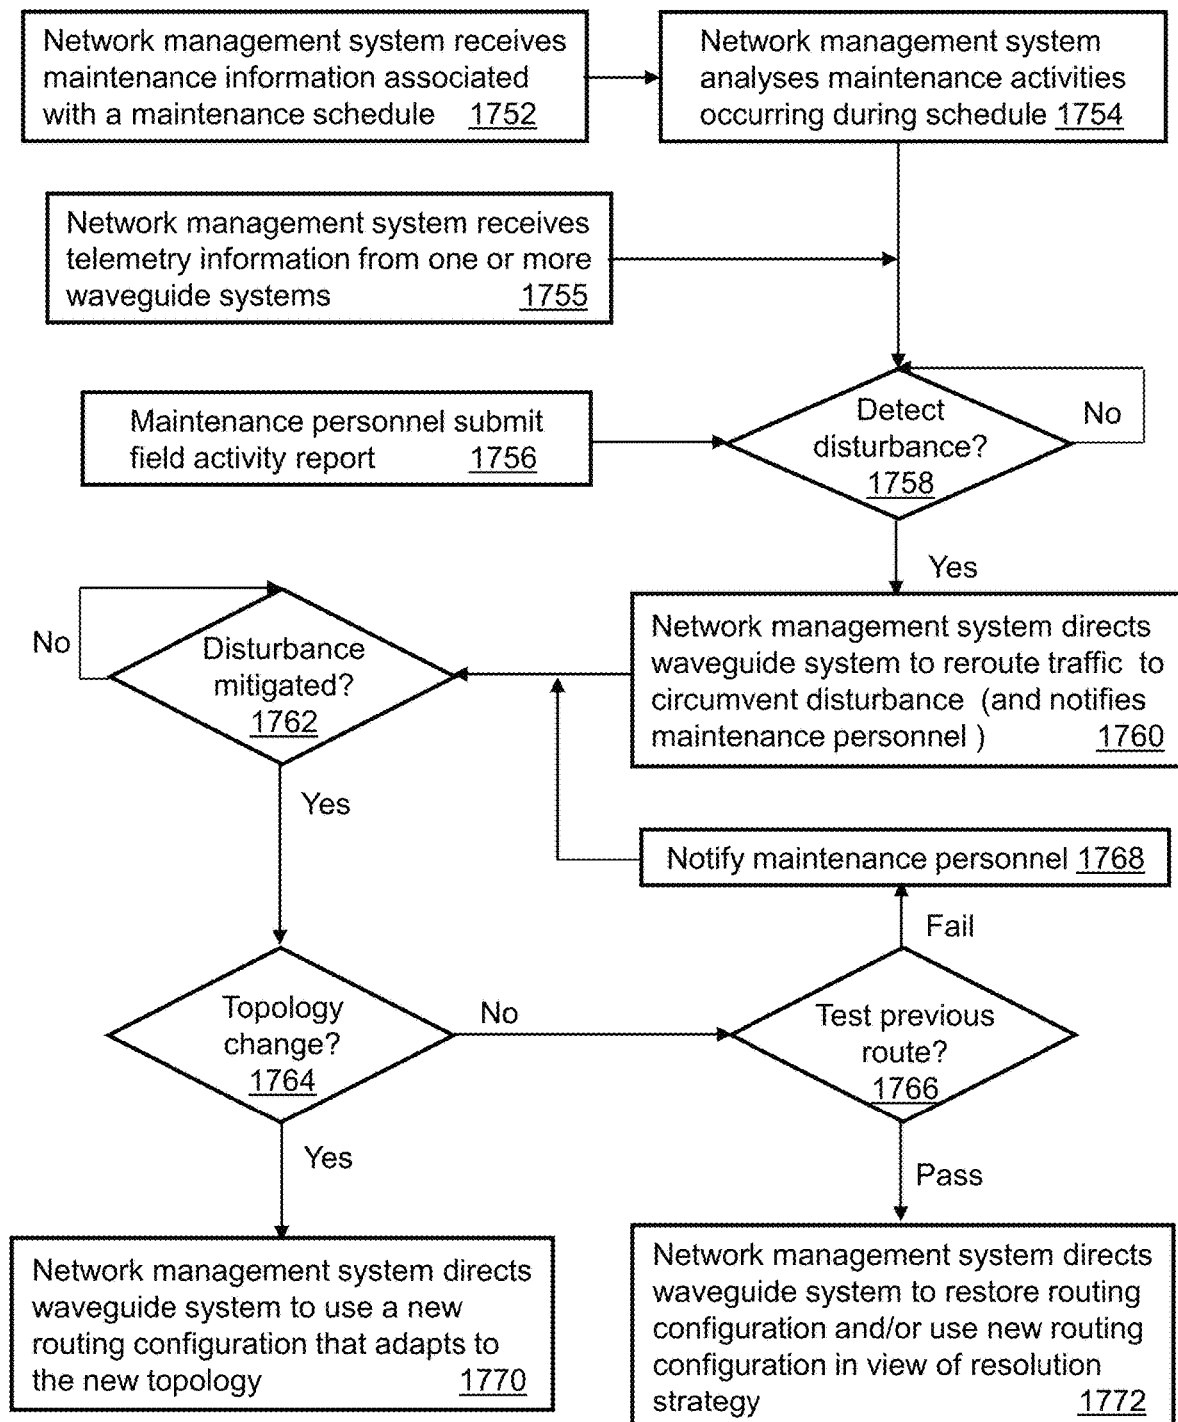 Network management system receives
maintenance information associated
with a maintenance schedule 1752
Network management system
analyses maintenance activities
occurring during schedule 1754
Network management system receives
telemetry information from one or more
waveguide systems 1755
Maintenance personnel submit
field activity report 1756
Detect
disturbance?
1758
No
Yes
Network management system directs
waveguide system to reroute traffic to
circumvent disturbance (and notifies
maintenance personnel ) 1760
No
Disturbance
mitigated?
1762
Yes
Notify maintenance personnel 1768
Fail
Topology
change?
1764
No
Test previous
route?
1766
Yes
Pass
Network management system directs
waveguide system to use a new
routing configuration that adapts to
the new topology 1770
Network management system directs
waveguide system to restore routing
configuration and/or use new routing
configuration in view of resolution
strategy 1772